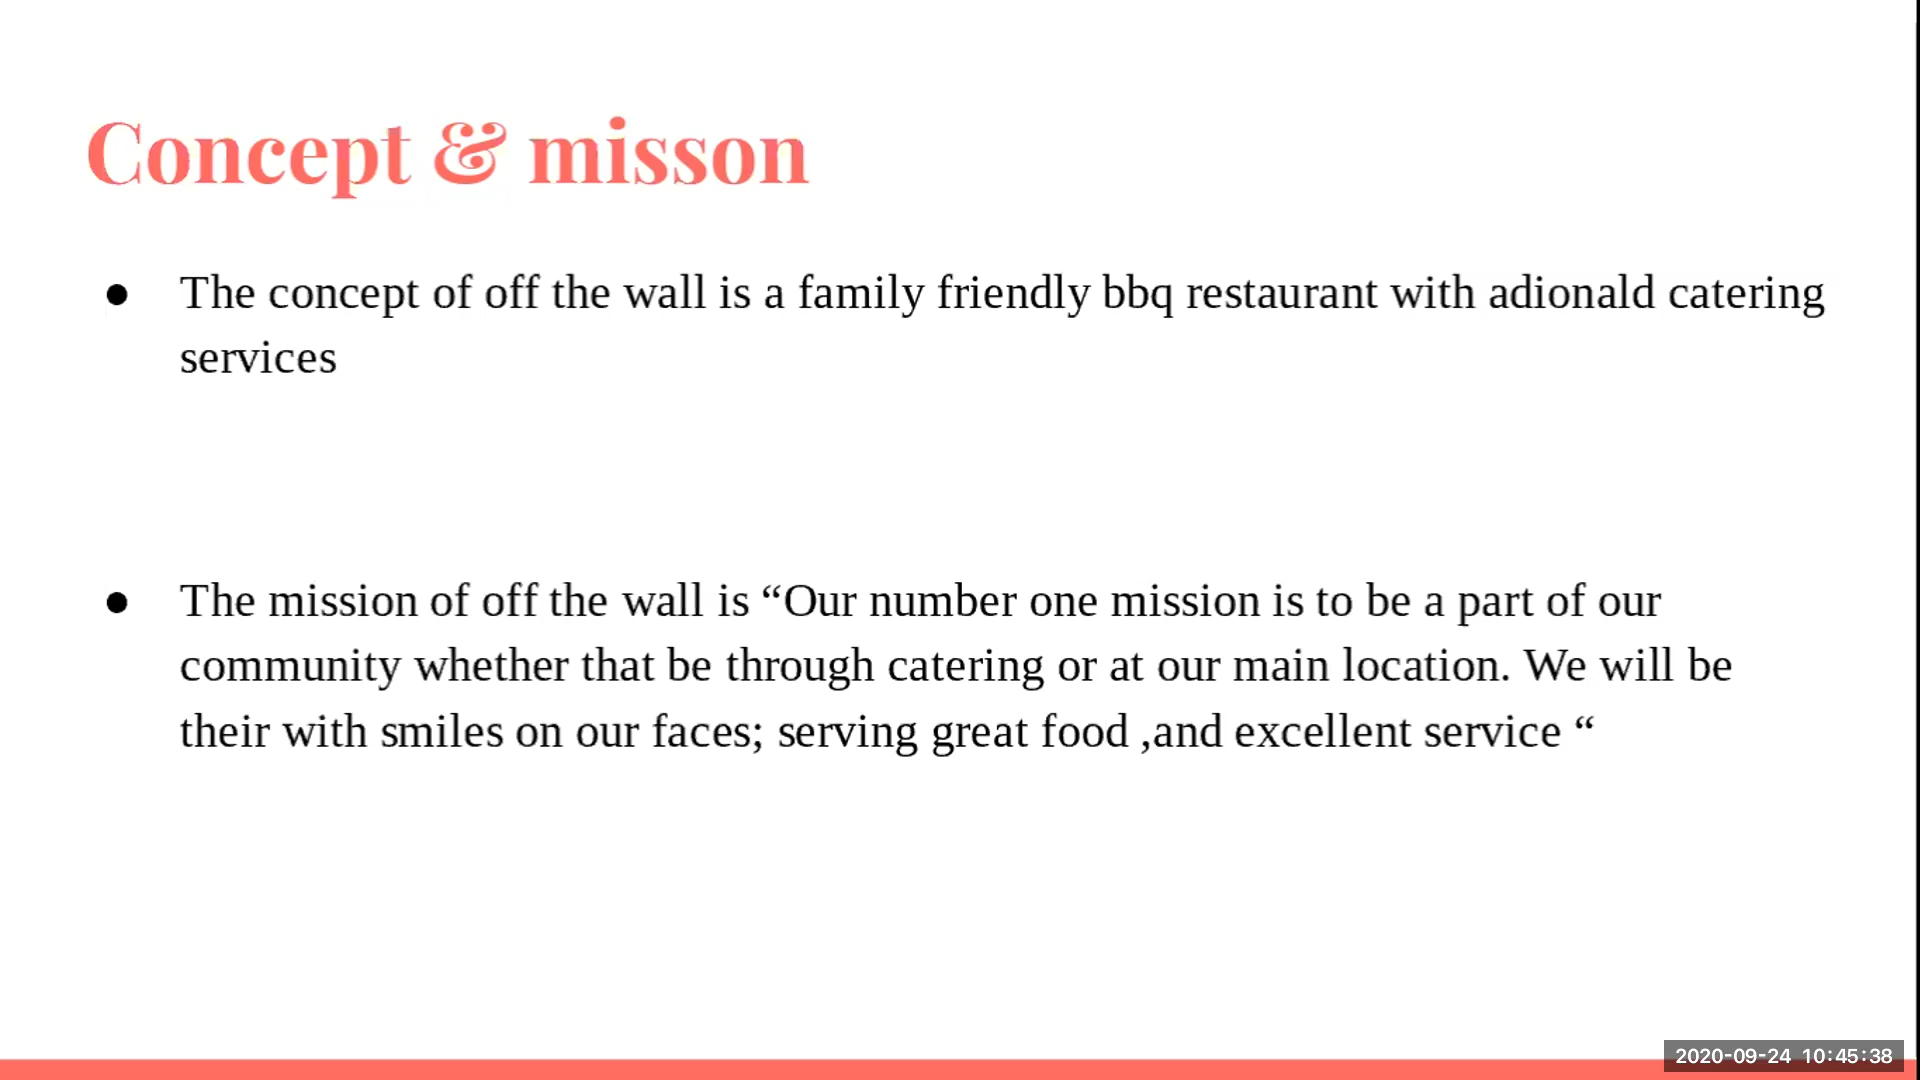 Concept & misson
● The concept of off the wall is a family friendly bbq restaurant with adionald catering
services
● The mission of off the wall is “Our number one mission is to be a part of our
community whether that be through catering or at our main location. We will be
their with smiles on our faces; serving great food ,and excellent service “
2020-09-24 10:45:38